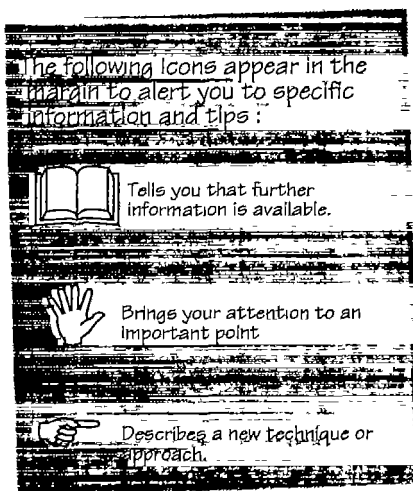 The following Icons appear in the
margin to alert you to specific
information and tips :
Tells you that further
information is available.
Brings your attention to an
important point
Describes a new technique or
approach.